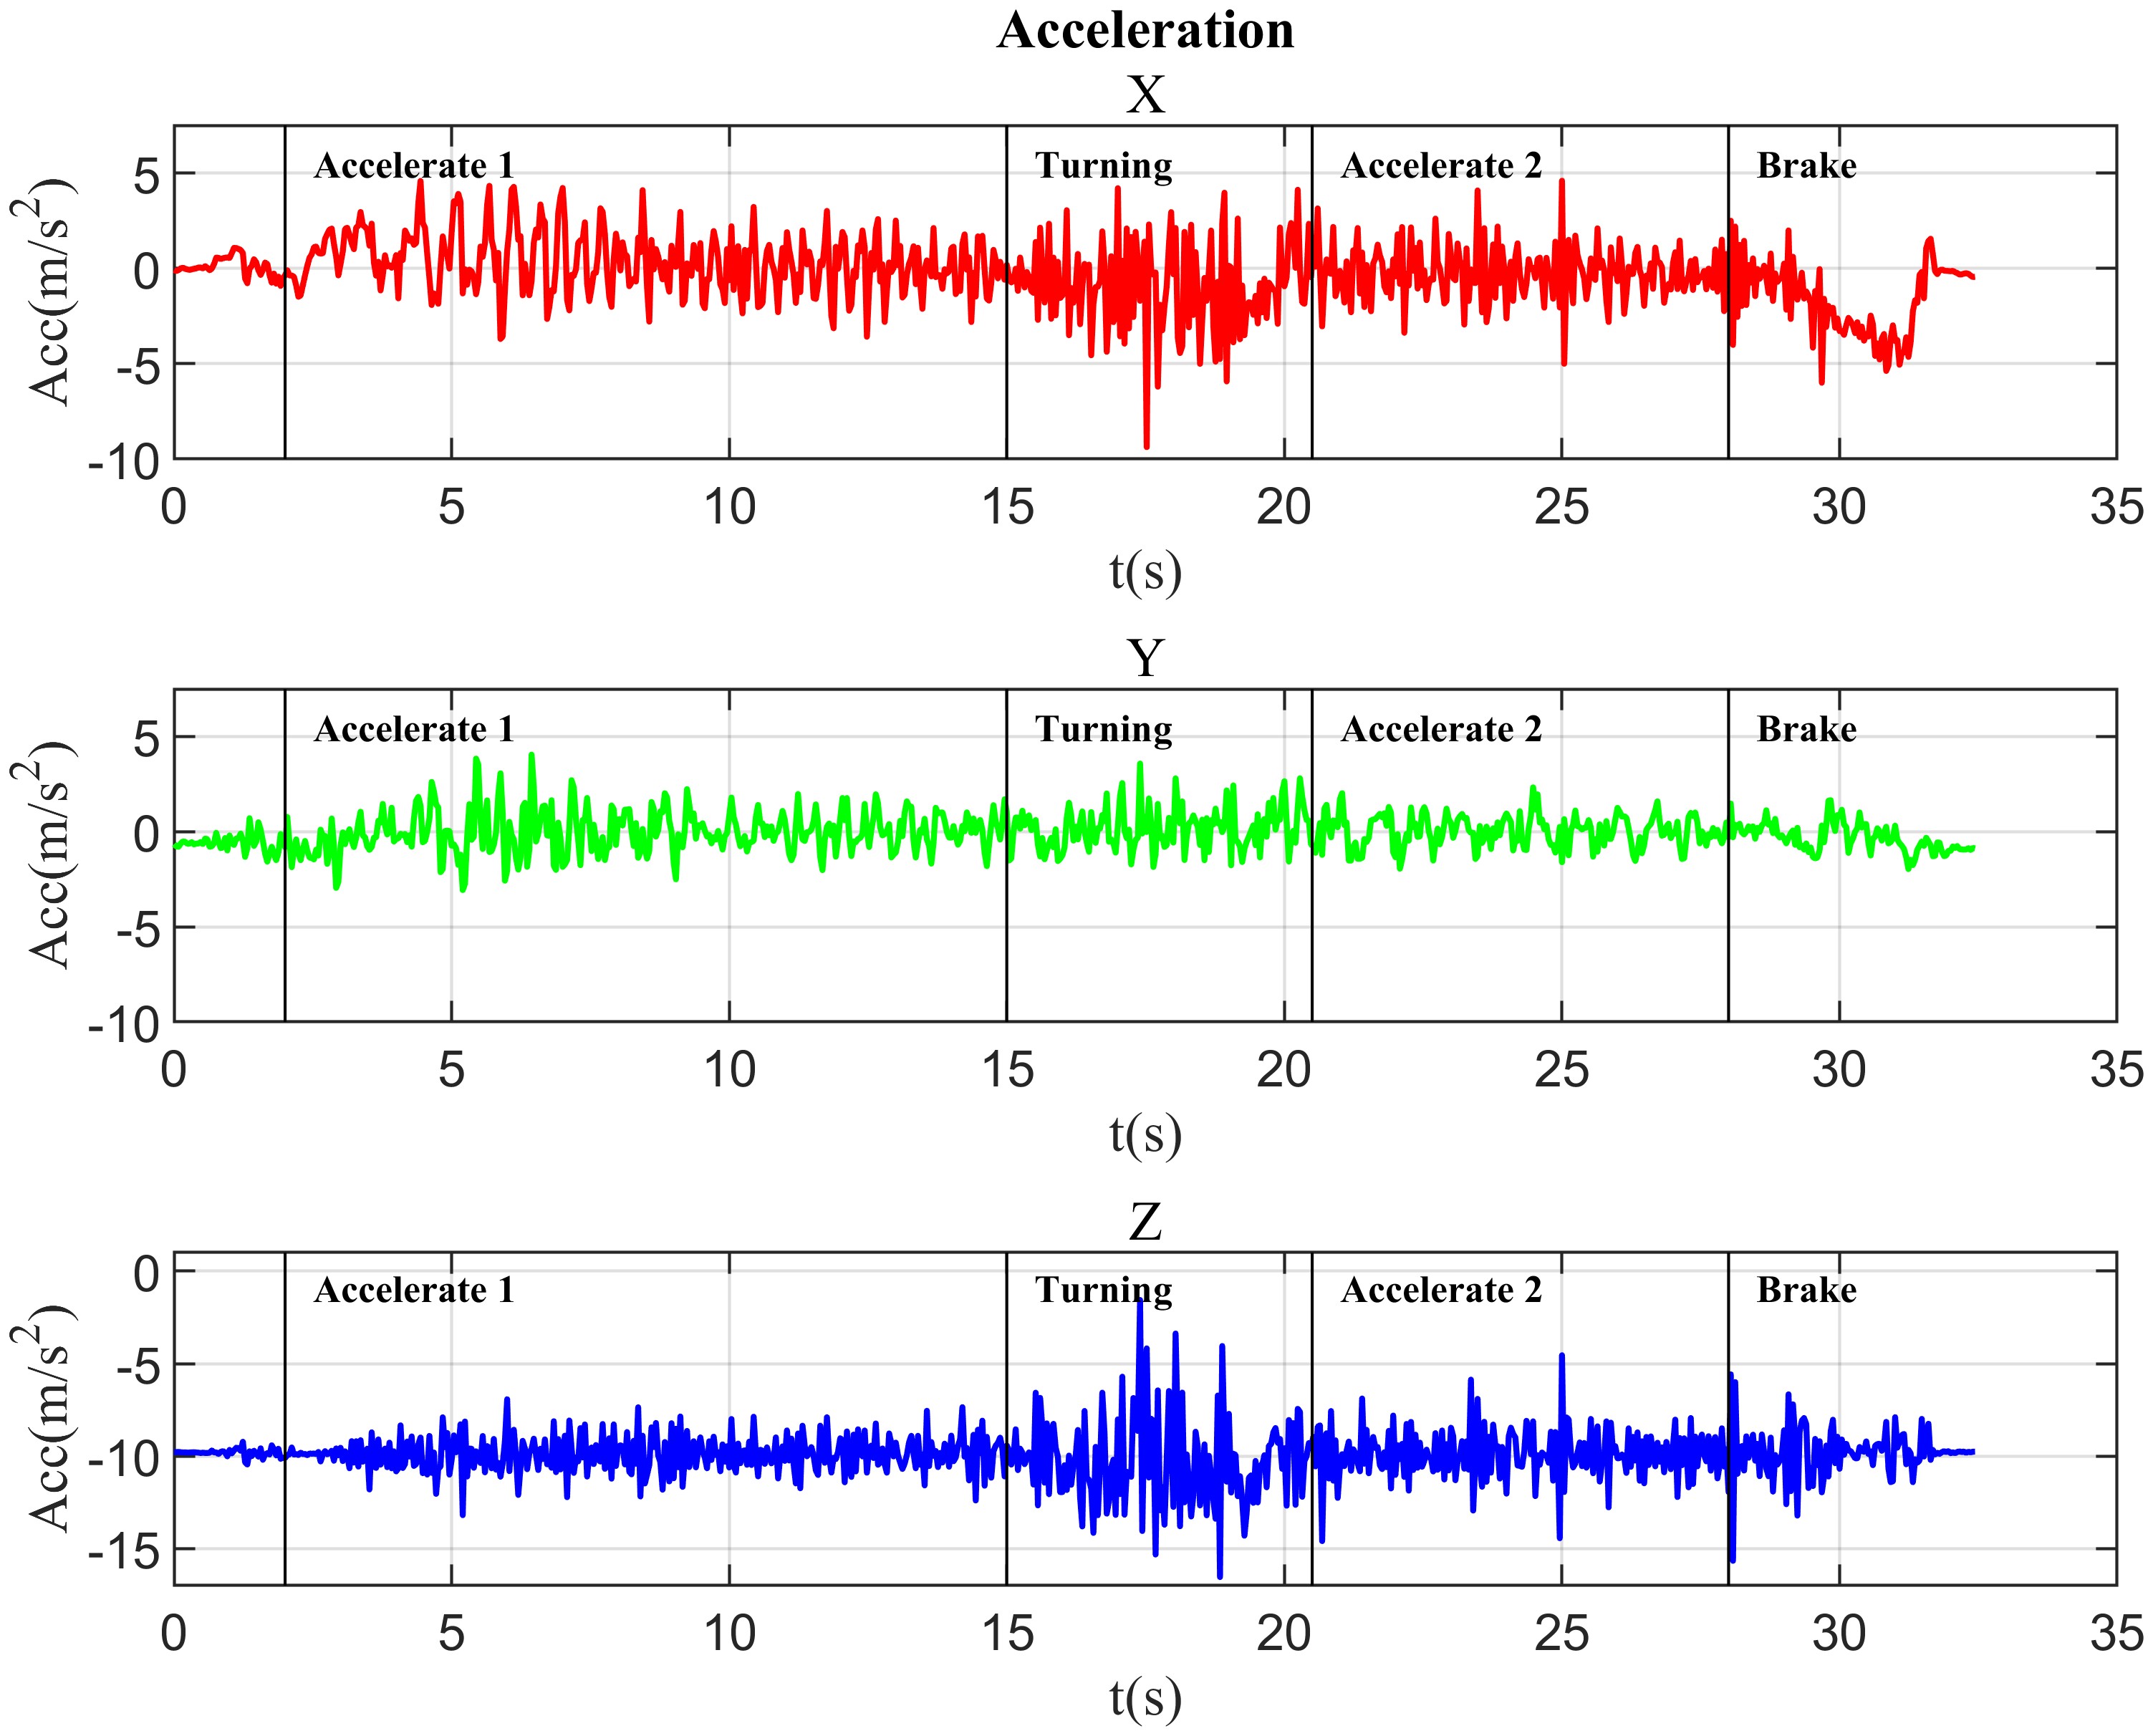 Acceleration
X
Acc(m/s²)
5
0
-5
-10
Accelerate 1 Turning Accelerate 2 Brake
0 5 10 15 20 25 30 35
t(s)
Y
Acc(m/s²)
5
0
-5
-10
Accelerate 1 Turning Accelerate 2 Brake
0 5 10 15 20 25 30 35
t(s)
Z
Acc(m/s²)
0
-5
-10
-15
Accelerate 1 Turning Accelerate 2 Brake
0 5 10 15 20 25 30 35
t(s)